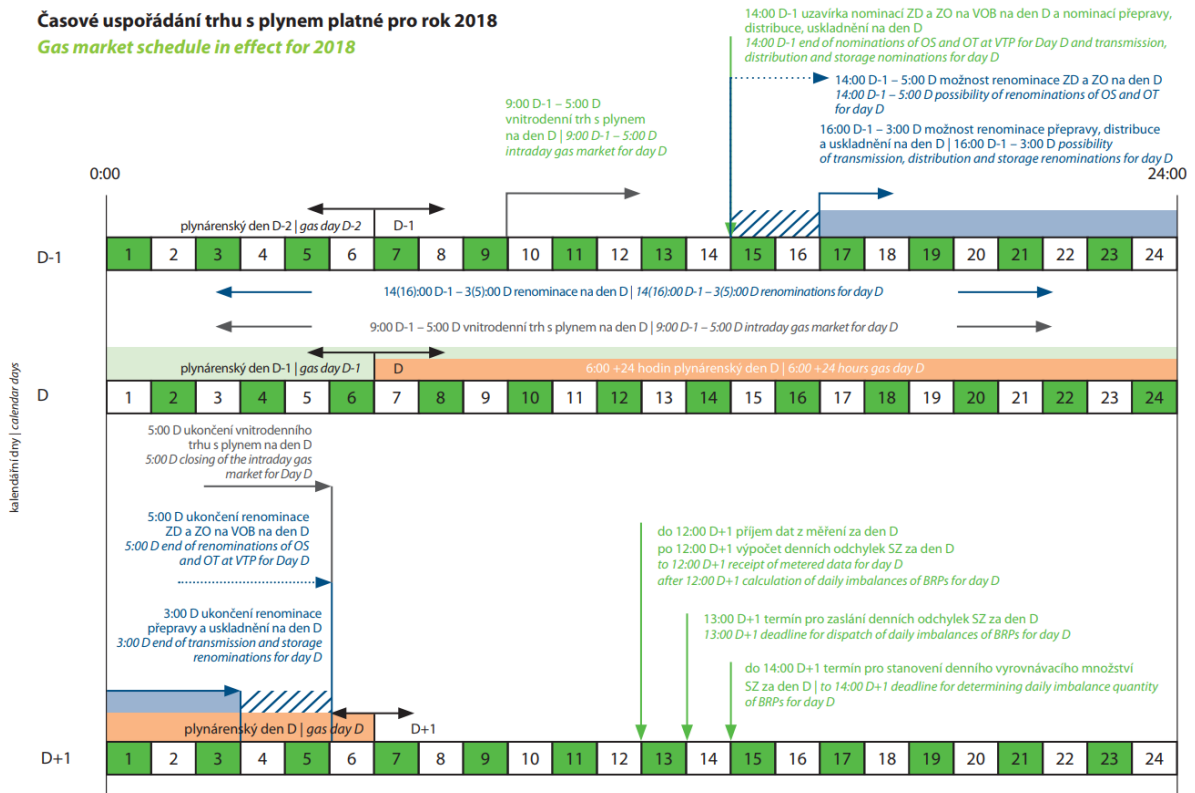 Časové uspořádání trhu s plynem platné pro rok 2018
Gas market schedule in effect for 2018
14:00 D-1 uzavírka nominací ZD a ZO na VOB na den D a nominací přepravy,
distribuce, uskladnění na den D
14:00 D-1 end of nominations of OS and OT at VTP for Day D and transmission,
distribution and storage nominations for day D
14:00 D-1 – 5:00 D možnost renominace ZD a ZO na den D
14:00 D-1 – 5:00 D possibility of renominations of OS and OT
for day D
9:00 D-1 – 5:00 D
vnitrodenní trh s plynem
na den D | 9:00 D-1 – 5:00 D
intraday gas market for day D
16:00 D-1 – 3:00 D možnost renominace přepravy, distribuce
a uskladnění na den D | 16:00 D-1 – 3:00 D possibility
of transmission, distribution and storage renominations for day D
0:00
24:00
plynárenský den D-2 | gas day D-2
D-1
D-1
1 2 3 4 5 6 7 8 9 10 11 12 13 14 15 16 17 18 19 20 21 22 23 24
14(16):00 D-1 – 3(5):00 D renominace na den D | 14(16):00 D-1 – 3(5):00 D renominations for day D
9:00 D-1 – 5:00 D vnitrodenní trh s plynem na den D | 9:00 D-1 – 5:00 D intraday gas market for day D
plynárenský den D-1 | gas day D-1
D
6:00 +24 hodin plynárenský den D | 6:00 +24 hours gas day D
kalendářní dny | calendar days
D
1 2 3 4 5 6 7 8 9 10 11 12 13 14 15 16 17 18 19 20 21 22 23 24
5:00 D ukončení vnitrodenního
trhu s plynem na den D
5:00 D closing of the intraday gas
market for Day D
5:00 D ukončení renominace
ZD a ZO na VOB na den D
5:00 D end of renominations of OS
and OT at VTP for Day D
3:00 D ukončení renominace
přepravy a uskladnění na den D
3:00 D end of transmission and storage
renominations for day D
do 12:00 D+1 příjem dat z měření za den D
po 12:00 D+1 výpočet denních odchylek SZ za den D
to 12:00 D+1 receipt of metered data for day D
after 12:00 D+1 calculation of daily imbalances of BRPs for day D
13:00 D+1 termín pro zaslání denních odchylek SZ za den D
13:00 D+1 deadline for dispatch of daily imbalances of BRPs for day D
do 14:00 D+1 termín pro stanovení denního vyrovnávacího množství
SZ za den D | to 14:00 D+1 deadline for determining daily imbalance quantity
of BRPs for day D
plynárenský den D | gas day D
D+1
D+1
1 2 3 4 5 6 7 8 9 10 11 12 13 14 15 16 17 18 19 20 21 22 23 24